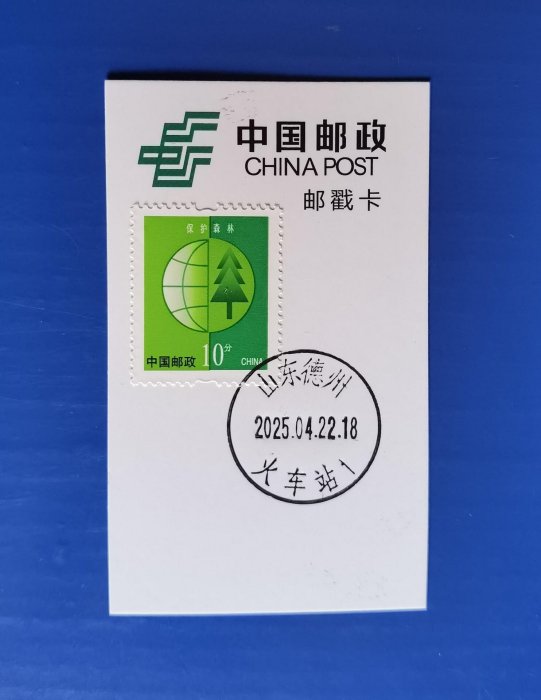 中国邮政
CHINA POST
邮戳卡
保护森林
中国邮政 10分 CHINA
山东德州
2025.04.22.18
火车站1